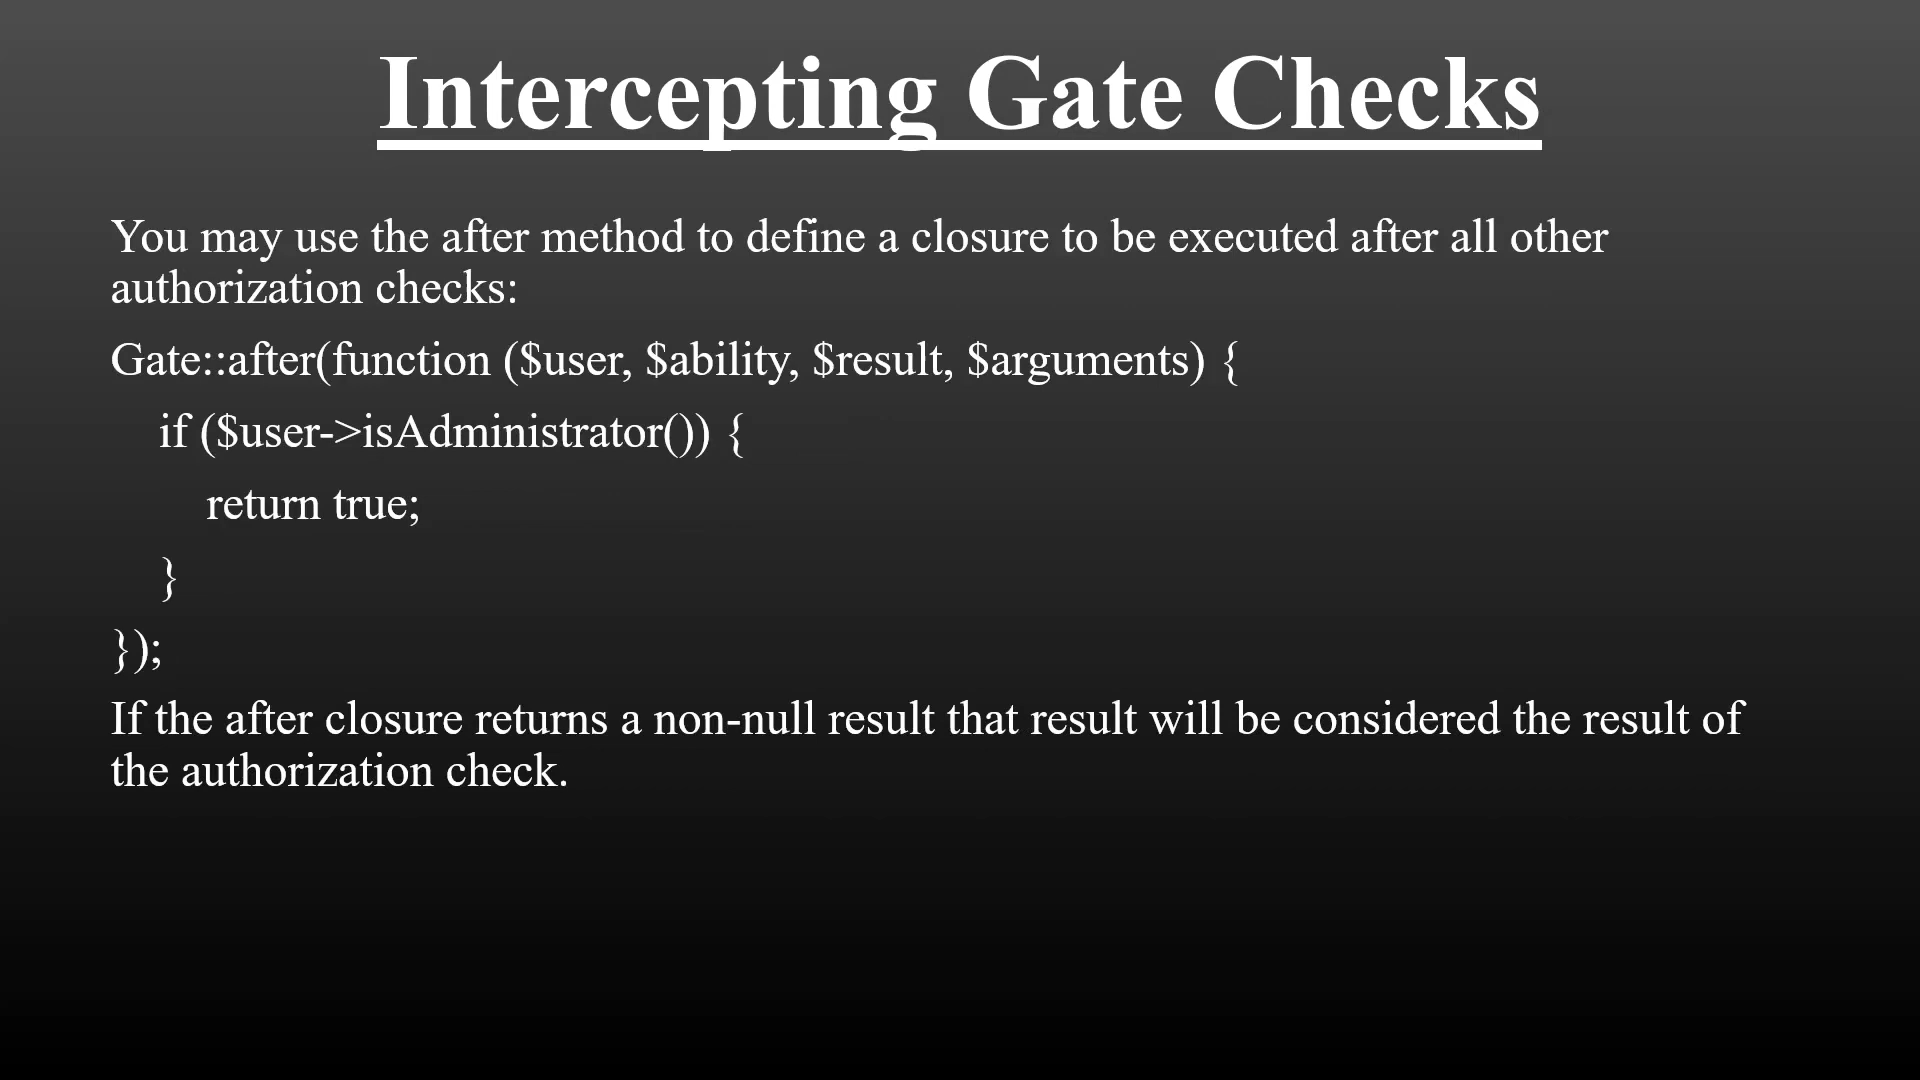 Intercepting Gate Checks
You may use the after method to define a closure to be executed after all other
authorization checks:
Gate::after(function ($user, $ability, $result, $arguments) {
if ($user->isAdministrator()) {
return true;
}
});
If the after closure returns a non-null result that result will be considered the result of
the authorization check.